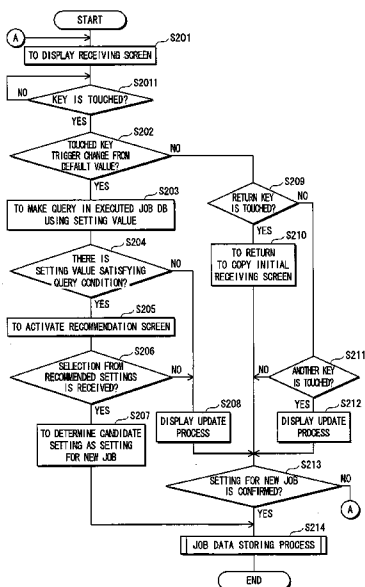 START
A
S201
TO DISPLAY RECEIVING SCREEN
S2011
NO
KEY IS TOUCHED?
YES
S202
TOUCHED KEY
TRIGGER CHANGE FROM
DEFAULT VALUE?
NO
YES
S203
TO MAKE QUERY IN EXECUTED JOB DB
USING SETTING VALUE
S209
RETURN KEY
IS TOUCHED?
NO
YES
S210
TO RETURN
TO COPY INITIAL
RECEIVING SCREEN
S204
THERE IS
SETTING VALUE SATISFYING
QUERY CONDITION?
NO
YES
S205
TO ACTIVATE RECOMMENDATION SCREEN
S206
SELECTION FROM
RECOMMENDED SETTINGS
IS RECEIVED?
NO
YES
S211
NO
ANOTHER KEY
IS TOUCHED?
YES
S207
TO DETERMINE CANDIDATE
SETTING AS SETTING
FOR NEW JOB
S208
DISPLAY UPDATE
PROCESS
S212
DISPLAY UPDATE
PROCESS
S213
SETTING FOR NEW JOB
IS CONFIRMED?
NO
YES
A
S214
JOB DATA STORING PROCESS
END